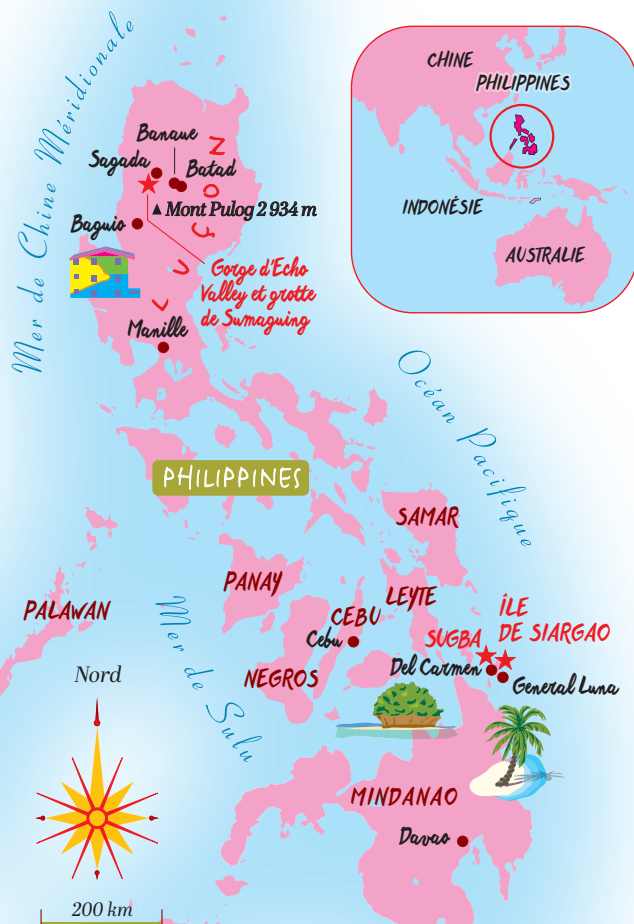 Mer de Chine Méridionale
Banaue
Sagada
Batad
Mont Pulog 2 934 m
Baguio
LUÇON
Gorge d'Echo
Valley et grotte
de Sumaguing
Manille
CHINE
PHILIPPINES
INDONÉSIE
AUSTRALIE
Océan Pacifique
PHILIPPINES
SAMAR
PANAY
LEYTE
PALAWAN
CEBU
Cebu
NEGROS
Mer de Sulu
ÎLE
DE SIARGAO
SUGBA
Del Carmen
General Luna
Nord
MINDANAO
Davao
200 km